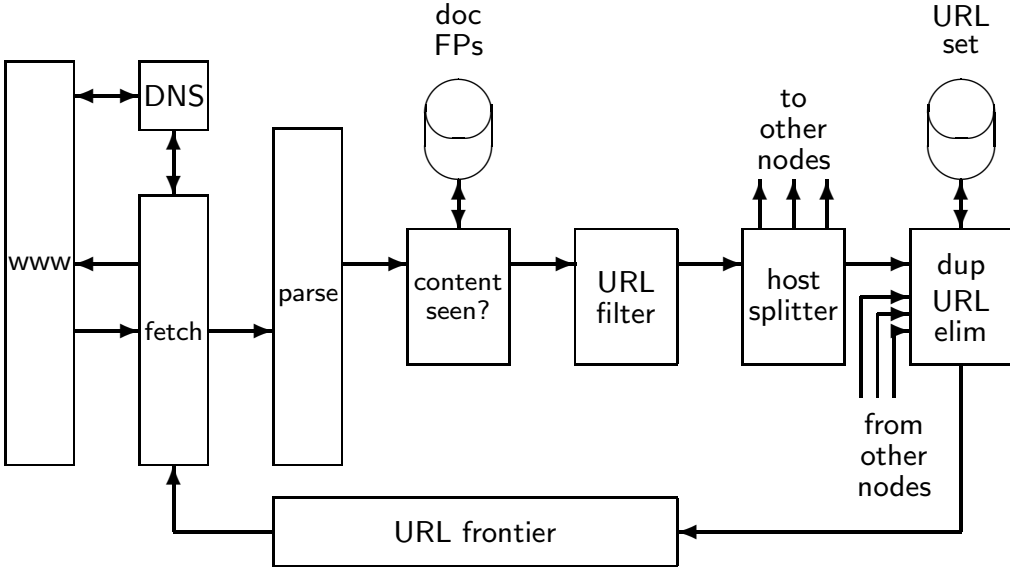 doc
FPs
URL
set
DNS
to
other
nodes
www
fetch
parse
content
seen?
URL
filter
host
splitter
dup
URL
elim
from
other
nodes
URL frontier